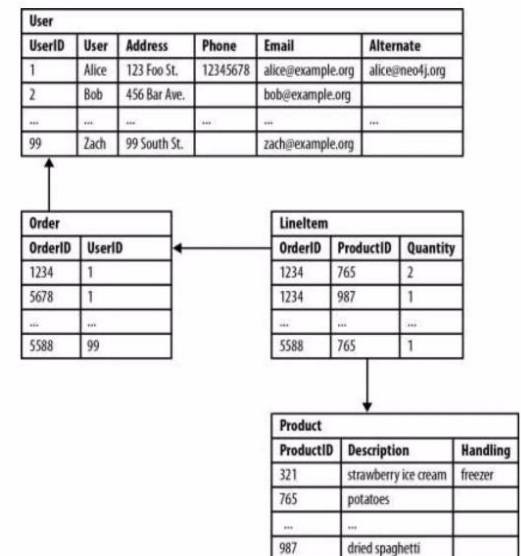 User
UserID User Address Phone Email Alternate
1 Alice 123 Foo St. 12345678 alice@example.org alice@neo4j.org
2 Bob 456 Bar Ave. bob@example.org
... ... ... ... ... ...
99 Zach 99 South St. zach@example.org
Order
OrderID UserID
1234 1
5678 1
... ...
5588 99
LineItem
OrderID ProductID Quantity
1234 765 2
1234 987 1
... ... ...
5588 765 1
Product
ProductID Description Handling
321 strawberry ice cream freezer
765 potatoes
... ...
987 dried spaghetti